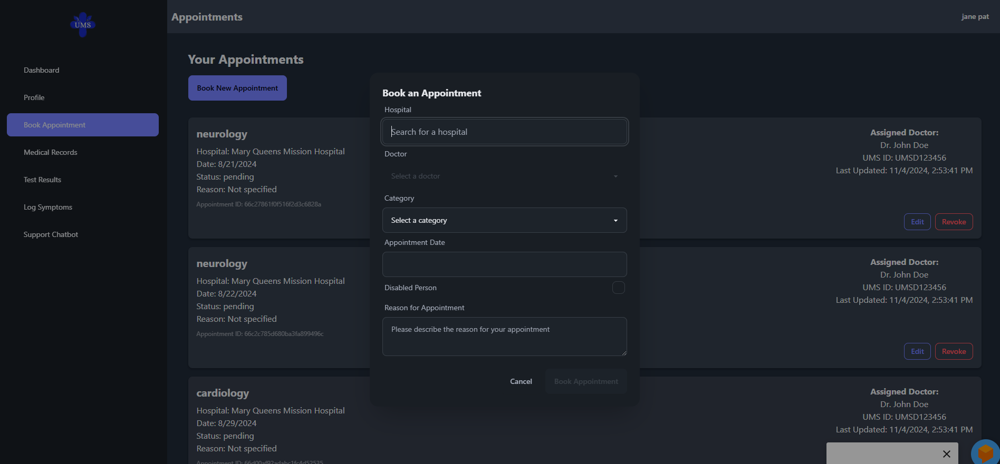 UMS
Dashboard
Profile
Book Appointment
Medical Records
Test Results
Log Symptoms
Support Chatbot
Appointments
jane pat
Your Appointments
Book New Appointment
neurology
Hospital: Mary Queens Mission Hospital
Date: 8/21/2024
Status: pending
Reason: Not specified
Appointment ID: 66c27861f0f516f2d3c6828a
Assigned Doctor:
Dr. John Doe
UMS ID: UMSD123456
Last Updated: 11/4/2024, 2:53:41 PM
Edit
Revoke
neurology
Hospital: Mary Queens Mission Hospital
Date: 8/22/2024
Status: pending
Reason: Not specified
Appointment ID: 66c2c785d680ba3fa899496c
Assigned Doctor:
Dr. John Doe
UMS ID: UMSD123456
Last Updated: 11/4/2024, 2:53:41 PM
Edit
Revoke
cardiology
Hospital: Mary Queens Mission Hospital
Date: 8/29/2024
Status: pending
Reason: Not specified
Appointment ID: 66d00af92adabc1fc4d52535
Assigned Doctor:
Dr. John Doe
UMS ID: UMSD123456
Last Updated: 11/4/2024, 2:53:41 PM
Book an Appointment
Hospital
Search for a hospital
Doctor
Select a doctor
Category
Select a category
Appointment Date
Disabled Person
Reason for Appointment
Please describe the reason for your appointment
Cancel
Book Appointment